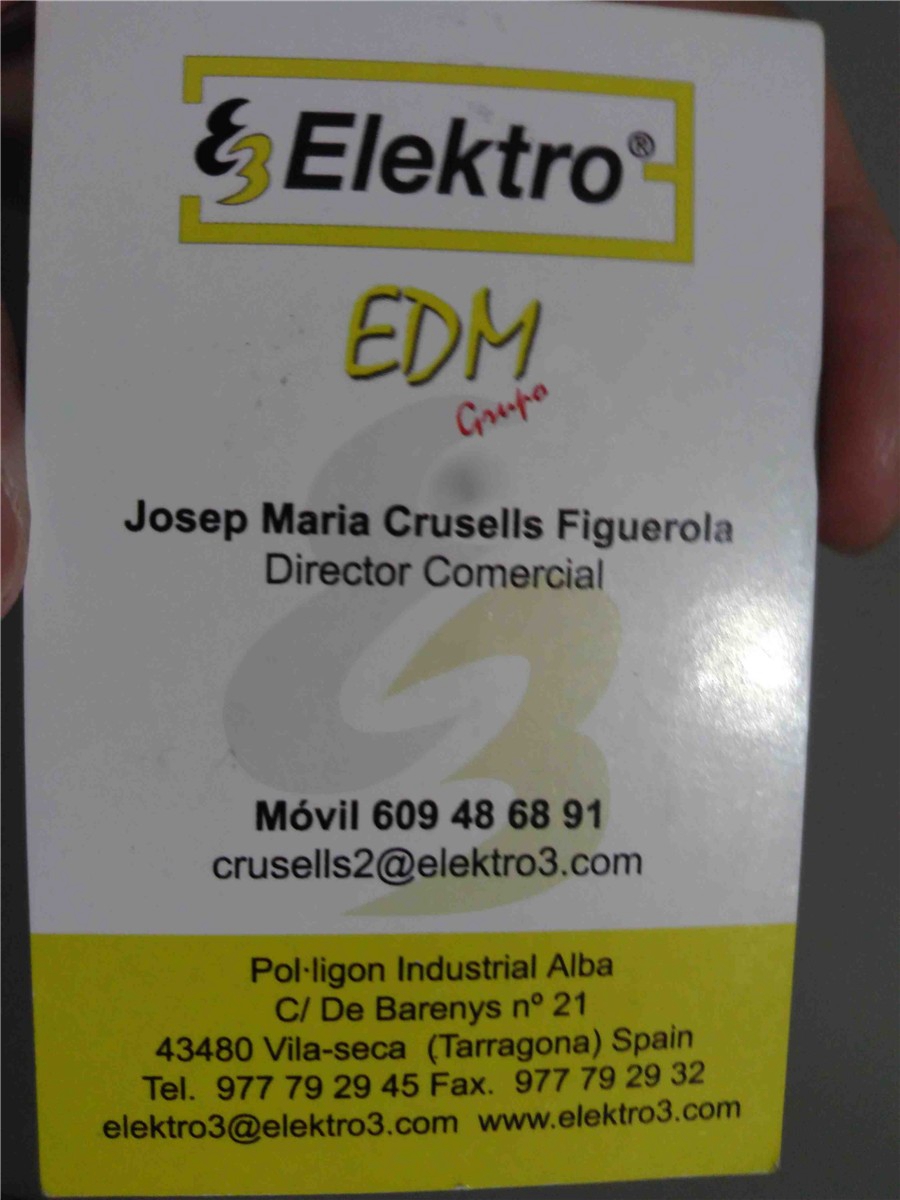 E3 Elektro®
EDM
Grupo
Josep Maria Crusells Figuerola
Director Comercial
Móvil 609 48 68 91
crusells2@elektro3.com
Pol·ligon Industrial Alba
C/ De Barenys nº 21
43480 Vila-seca (Tarragona) Spain
Tel. 977 79 29 45 Fax. 977 79 29 32
elektro3@elektro3.com www.elektro3.com